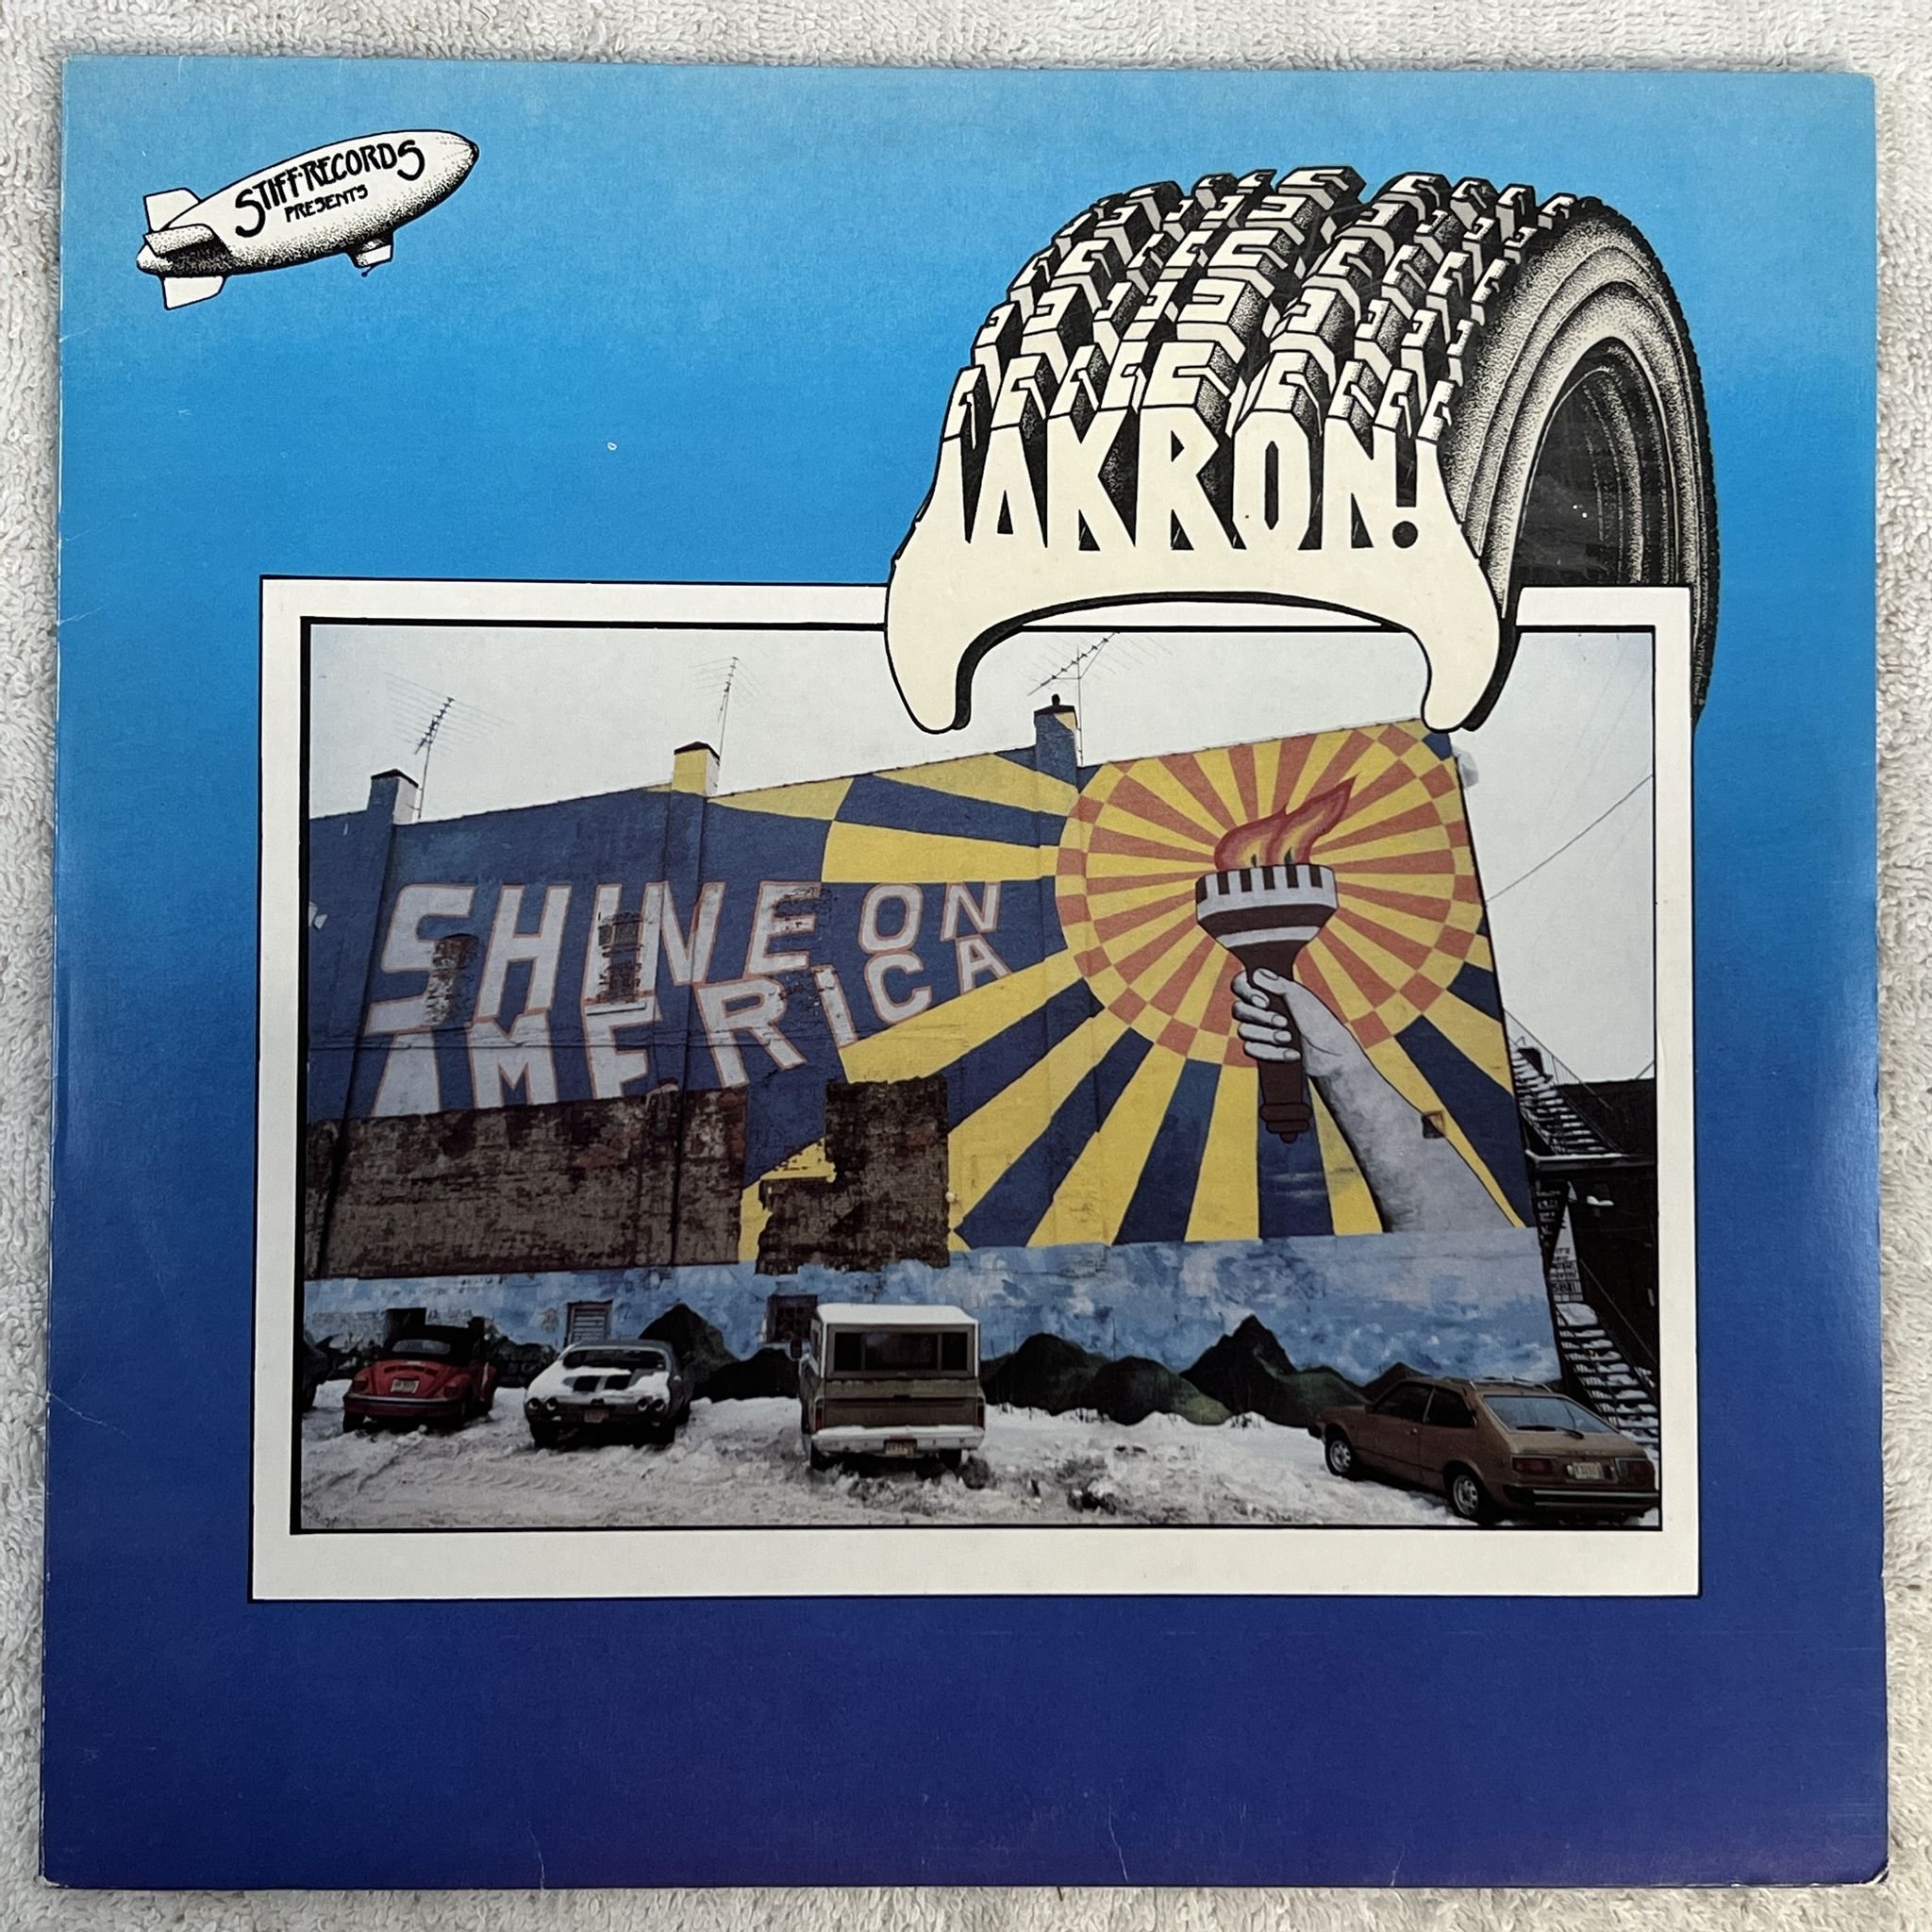 STIFF·RECORDS
PRESENTS
AKRON!
SHINE ON
AMERICA